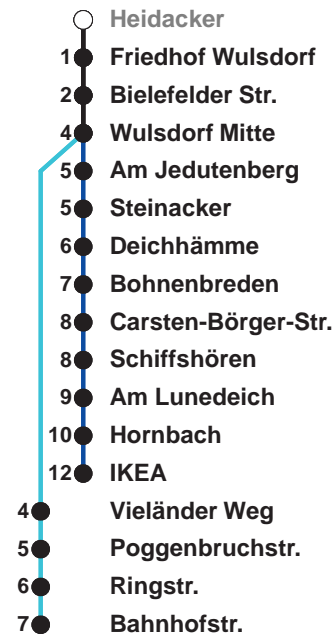 Heidacker
1 Friedhof Wulsdorf
2 Bielefelder Str.
4 Wulsdorf Mitte
5 Am Jedutenberg
5 Steinacker
6 Deichhämme
7 Bohnenbreden
8 Carsten-Börger-Str.
8 Schiffshören
9 Am Lunedeich
10 Hornbach
12 IKEA
4 Vieländer Weg
5 Poggenbruchstr.
6 Ringstr.
7 Bahnhofstr.